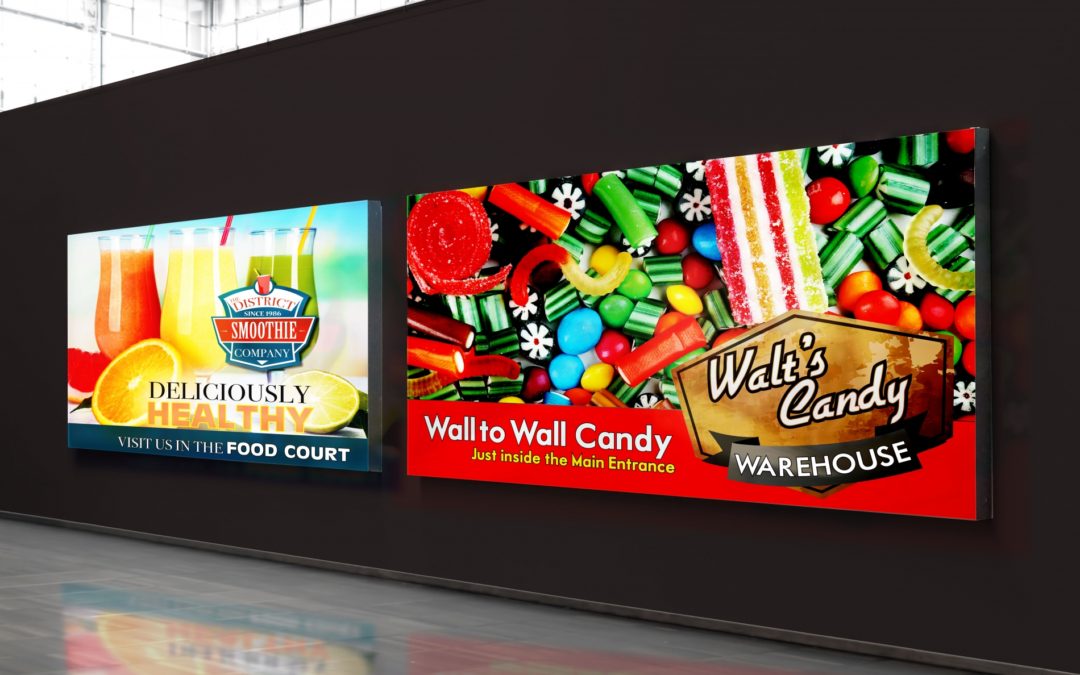 THE
DISTRICT
SINCE 1986
SMOOTHIE
COMPANY
DELICIOUSLY
HEALTHY
VISIT US IN THE FOOD COURT
Wall to Wall Candy
Just inside the Main Entrance
Walt's
Candy
WAREHOUSE